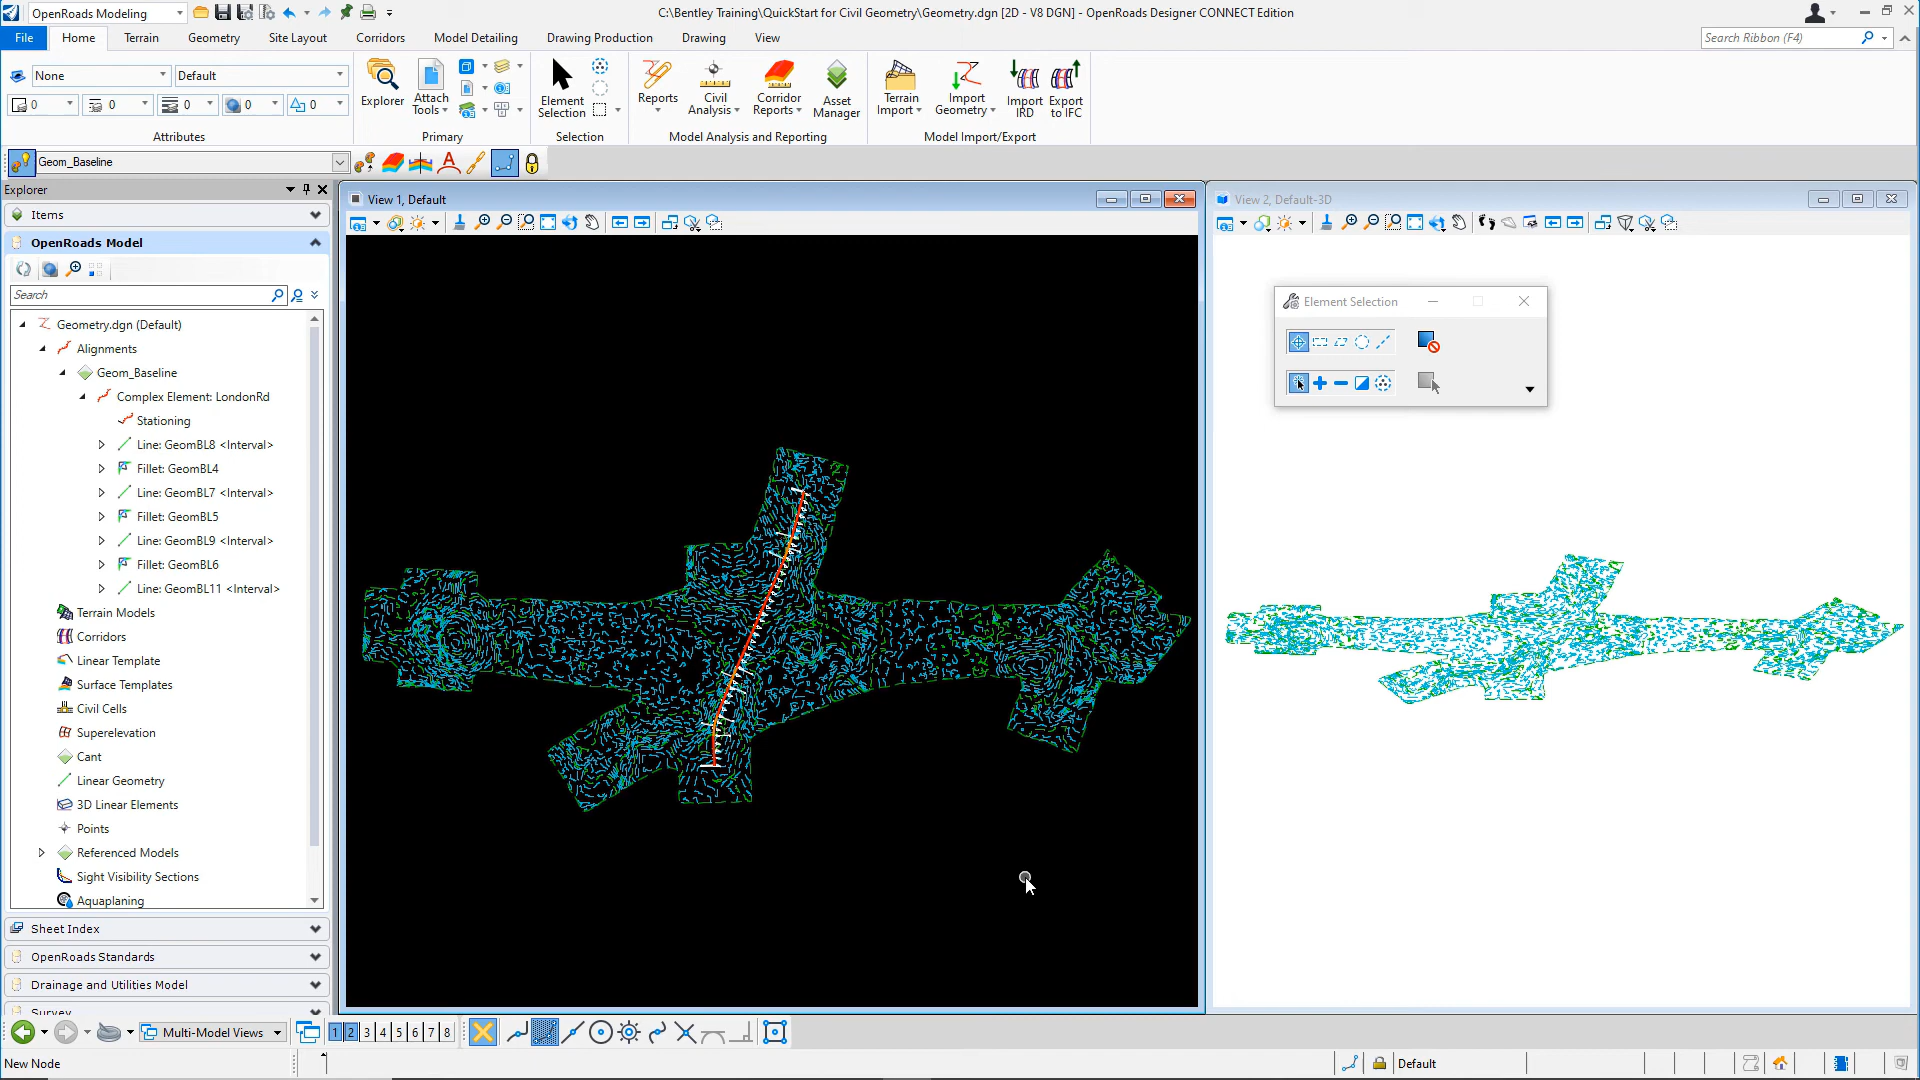 OpenRoads Modeling
C:\Bentley Training\QuickStart for Civil Geometry\Geometry.dgn [2D - V8 DGN] - OpenRoads Designer CONNECT Edition
File Home Terrain Geometry Site Layout Corridors Model Detailing Drawing Production Drawing View
Search Ribbon (F4)
None Default
0 0 0 0 0
Attributes
Explorer
Attach Tools
Primary
Element Selection
Selection
Reports
Civil Analysis
Corridor Reports
Asset Manager
Model Analysis and Reporting
Terrain Import
Import Geometry
Import IRD
Export to IFC
Model Import/Export
Geom_Baseline
Explorer
Items
OpenRoads Model
Search
Geometry.dgn (Default)
Alignments
Geom_Baseline
Complex Element: LondonRd
Stationing
Line: GeomBL8 <Interval>
Fillet: GeomBL4
Line: GeomBL7 <Interval>
Fillet: GeomBL5
Line: GeomBL9 <Interval>
Fillet: GeomBL6
Line: GeomBL11 <Interval>
Terrain Models
Corridors
Linear Template
Surface Templates
Civil Cells
Superelevation
Cant
Linear Geometry
3D Linear Elements
Points
Referenced Models
Sight Visibility Sections
Aquaplaning
Sheet Index
OpenRoads Standards
Drainage and Utilities Model
Survey
View 1, Default
View 2, Default-3D
Element Selection
Multi-Model Views
1 2 3 4 5 6 7 8
New Node
Default